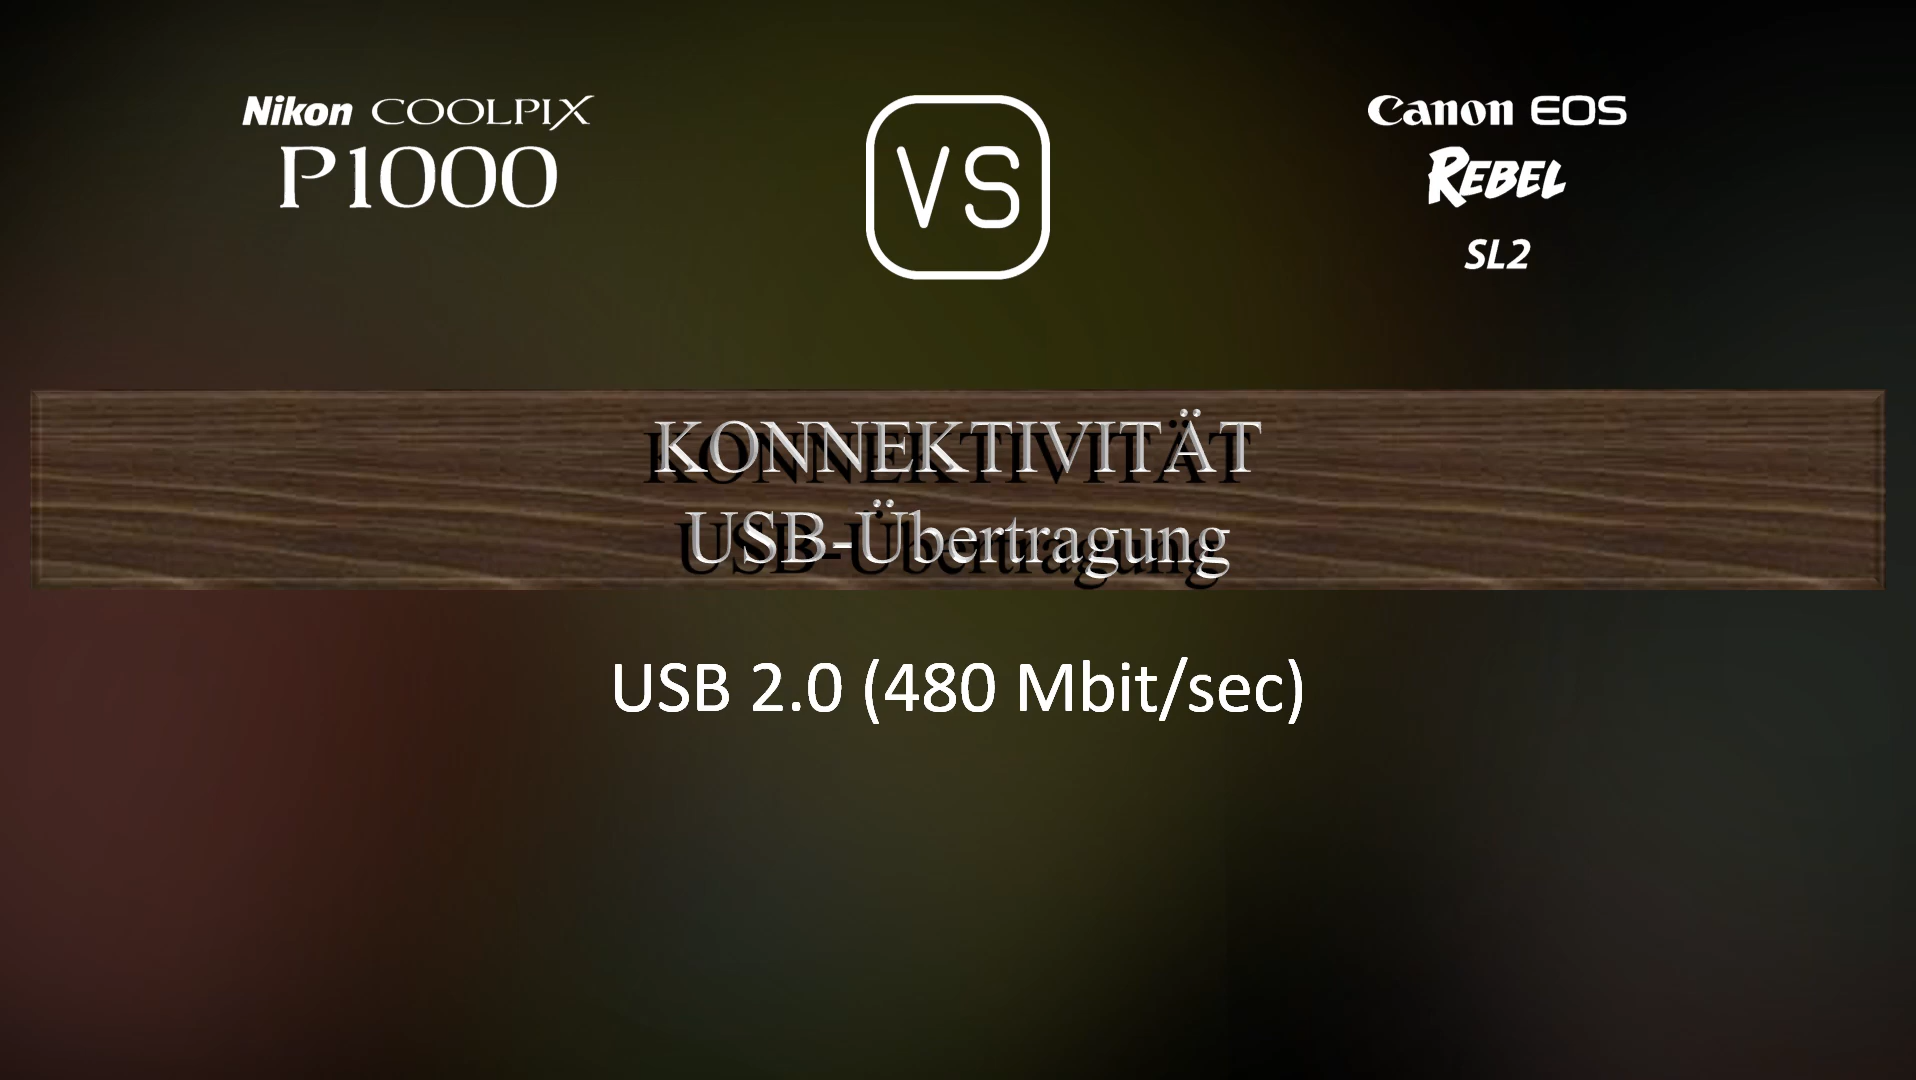 Nikon COOLPIX
P1000
VS
Canon EOS
REBEL
SL2
KONNEKTIVITÄT
USB-Übertragung
USB 2.0 (480 Mbit/sec)